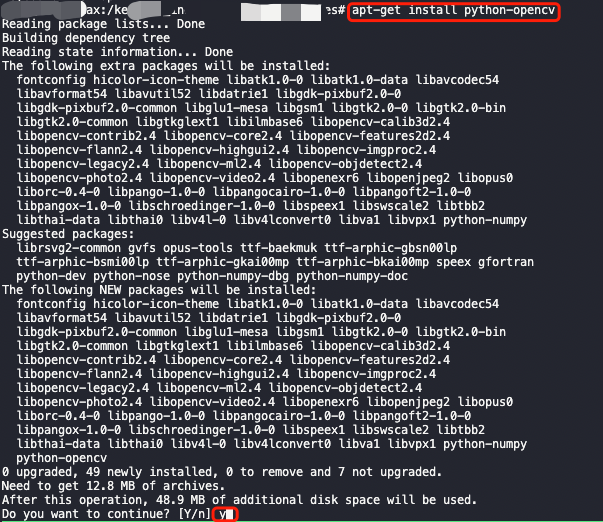 ax:/ke in es# apt-get install python-opencv
Reading package lists... Done
Building dependency tree
Reading state information... Done
The following extra packages will be installed:
fontconfig hicolor-icon-theme libatk1.0-0 libatk1.0-data libavcodec54
libavformat54 libavutil52 libdatrie1 libgdk-pixbuf2.0-0
libgdk-pixbuf2.0-common libglu1-mesa libgsm1 libgtk2.0-0 libgtk2.0-bin
libgtk2.0-common libgtkglext1 libilmbase6 libopencv-calib3d2.4
libopencv-contrib2.4 libopencv-core2.4 libopencv-features2d2.4
libopencv-flann2.4 libopencv-highgui2.4 libopencv-imgproc2.4
libopencv-legacy2.4 libopencv-ml2.4 libopencv-objdetect2.4
libopencv-photo2.4 libopencv-video2.4 libopenexr6 libopenjpeg2 libopus0
liborc-0.4-0 libpango-1.0-0 libpangocairo-1.0-0 libpangoft2-1.0-0
libpangox-1.0-0 libschroedinger-1.0-0 libspeex1 libswscale2 libtbb2
libthai-data libthai0 libv4l-0 libv4lconvert0 libva1 libvpx1 python-numpy
Suggested packages:
librsvg2-common gvfs opus-tools ttf-baekmuk ttf-arphic-gbsn00lp
ttf-arphic-bsmi00lp ttf-arphic-gkai00mp ttf-arphic-bkai00mp speex gfortran
python-dev python-nose python-numpy-dbg python-numpy-doc
The following NEW packages will be installed:
fontconfig hicolor-icon-theme libatk1.0-0 libatk1.0-data libavcodec54
libavformat54 libavutil52 libdatrie1 libgdk-pixbuf2.0-0
libgdk-pixbuf2.0-common libglu1-mesa libgsm1 libgtk2.0-0 libgtk2.0-bin
libgtk2.0-common libgtkglext1 libilmbase6 libopencv-calib3d2.4
libopencv-contrib2.4 libopencv-core2.4 libopencv-features2d2.4
libopencv-flann2.4 libopencv-highgui2.4 libopencv-imgproc2.4
libopencv-legacy2.4 libopencv-ml2.4 libopencv-objdetect2.4
libopencv-photo2.4 libopencv-video2.4 libopenexr6 libopenjpeg2 libopus0
liborc-0.4-0 libpango-1.0-0 libpangocairo-1.0-0 libpangoft2-1.0-0
libpangox-1.0-0 libschroedinger-1.0-0 libspeex1 libswscale2 libtbb2
libthai-data libthai0 libv4l-0 libv4lconvert0 libva1 libvpx1 python-numpy
python-opencv
0 upgraded, 49 newly installed, 0 to remove and 7 not upgraded.
Need to get 12.8 MB of archives.
After this operation, 48.9 MB of additional disk space will be used.
Do you want to continue? [Y/n] y